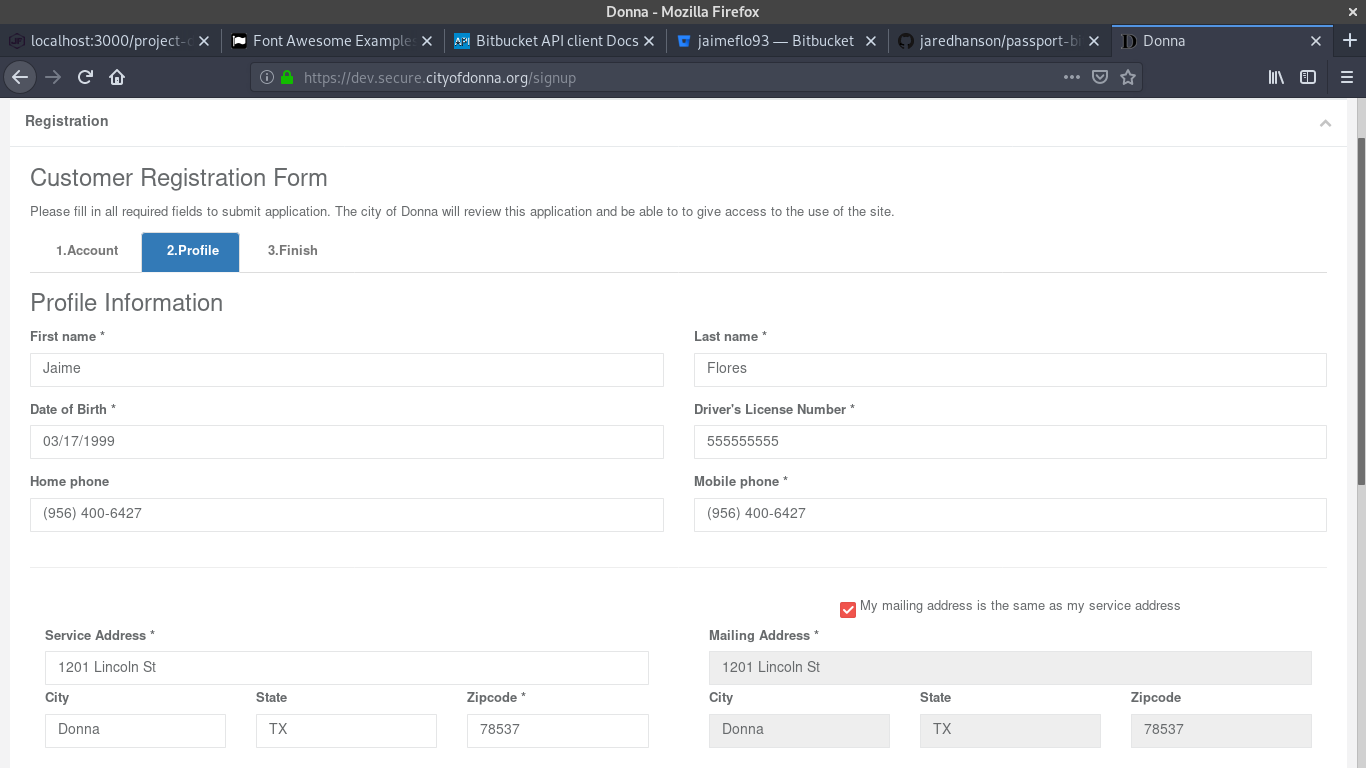 Donna - Mozilla Firefox
localhost:3000/project- Font Awesome Example Bitbucket API client Docs jaimeflo93 — Bitbucket jaredhanson/passport-bi Donna
https://dev.secure.cityofdonna.org/signup
Registration
Customer Registration Form
Please fill in all required fields to submit application. The city of Donna will review this application and be able to to give access to the use of the site.
1.Account 2.Profile 3.Finish
Profile Information
First name * Last name *
Jaime Flores
Date of Birth * Driver's License Number *
03/17/1999 555555555
Home phone Mobile phone *
(956) 400-6427 (956) 400-6427
My mailing address is the same as my service address
Service Address * Mailing Address *
1201 Lincoln St 1201 Lincoln St
City State Zipcode * City State Zipcode
Donna TX 78537 Donna TX 78537